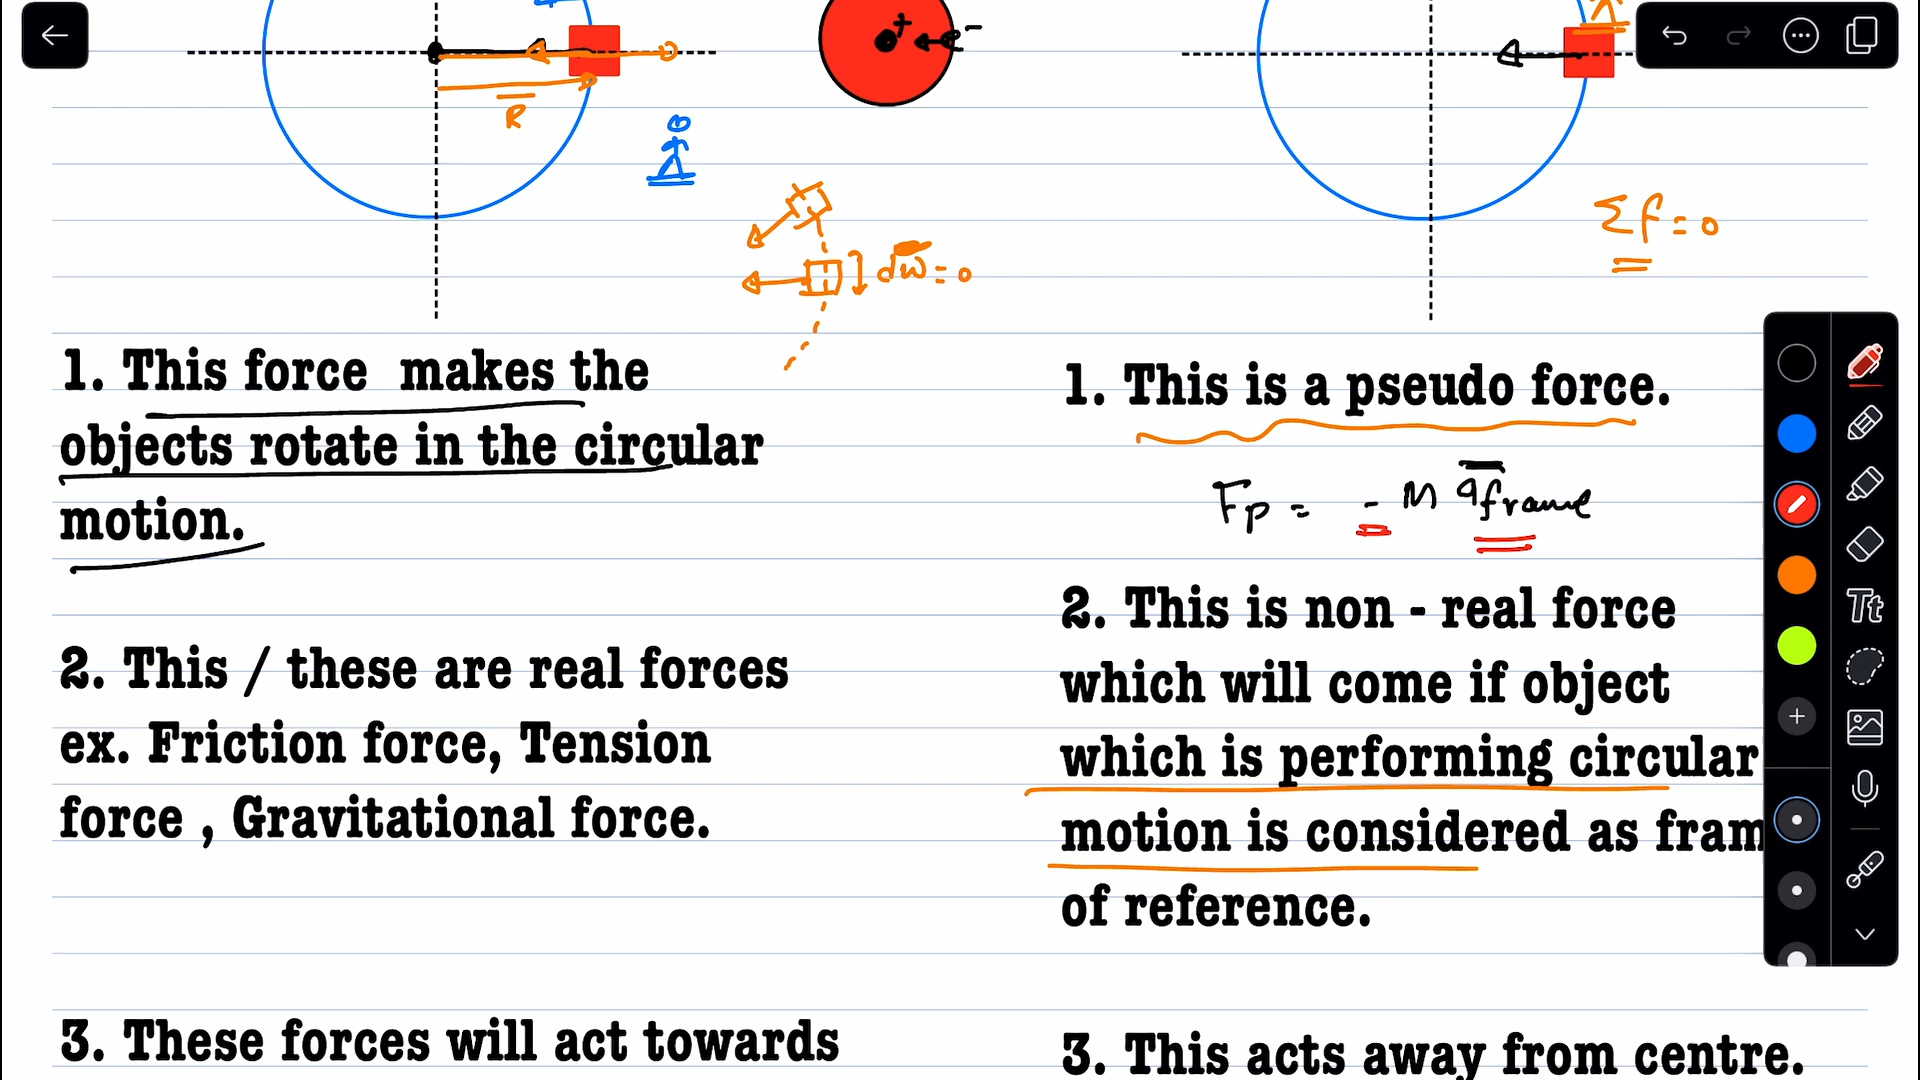 +
e-
R
Σf = 0
dw = 0
1. This force makes the
objects rotate in the circular
motion.
2. This / these are real forces
ex. Friction force, Tension
force , Gravitational force.
3. These forces will act towards
1. This is a pseudo force.
Fp = - M aframe
2. This is non - real force
which will come if object
which is performing circular
motion is considered as fram
of reference.
3. This acts away from centre.
Tt